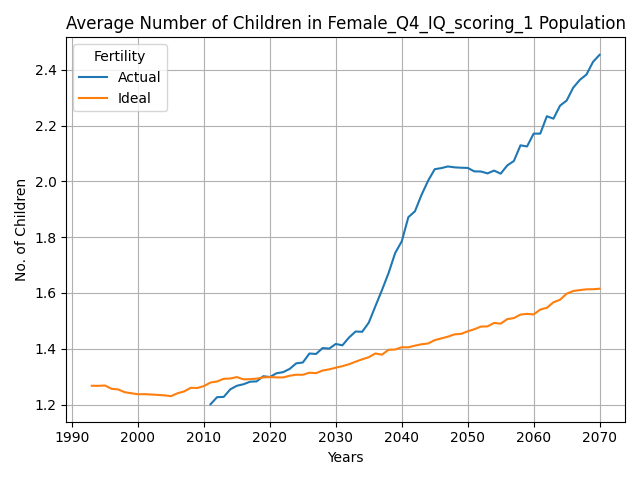 Average Number of Children in Female_Q4_IQ_scoring_1 Population
Fertility
Actual
Ideal
No. of Children
2.4
2.2
2.0
1.8
1.6
1.4
1.2
1990 2000 2010 2020 2030 2040 2050 2060 2070
Years